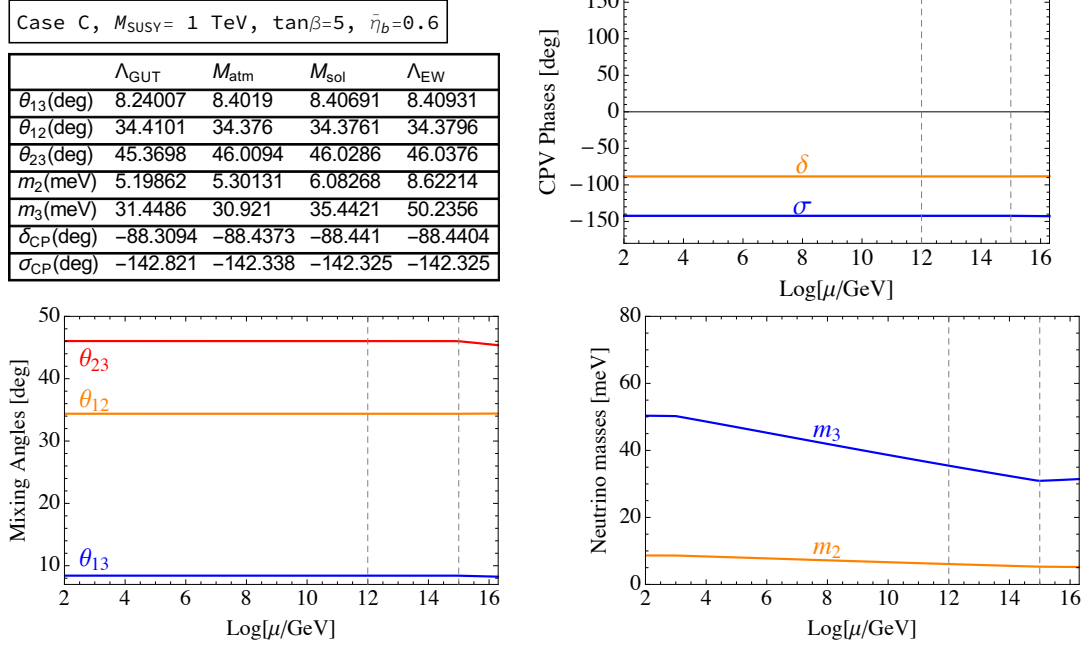 Case C, M_SUSY= 1 TeV, tanβ=5, η̄_b=0.6
Λ_GUT M_atm M_sol Λ_EW
θ13(deg) 8.24007 8.4019 8.40691 8.40931
θ12(deg) 34.4101 34.376 34.3761 34.3796
θ23(deg) 45.3698 46.0094 46.0286 46.0376
m2(meV) 5.19862 5.30131 6.08268 8.62214
m3(meV) 31.4486 30.921 35.4421 50.2356
δCP(deg) −88.3094 −88.4373 −88.441 −88.4404
σCP(deg) −142.821 −142.338 −142.325 −142.325
CPV Phases [deg]
150
100
50
0
−50
−100
−150
δ
σ
2 4 6 8 10 12 14 16
Log[μ/GeV]
Mixing Angles [deg]
50
40
30
20
10
θ23
θ12
θ13
2 4 6 8 10 12 14 16
Log[μ/GeV]
Neutrino masses [meV]
80
60
40
20
0
m3
m2
2 4 6 8 10 12 14 16
Log[μ/GeV]